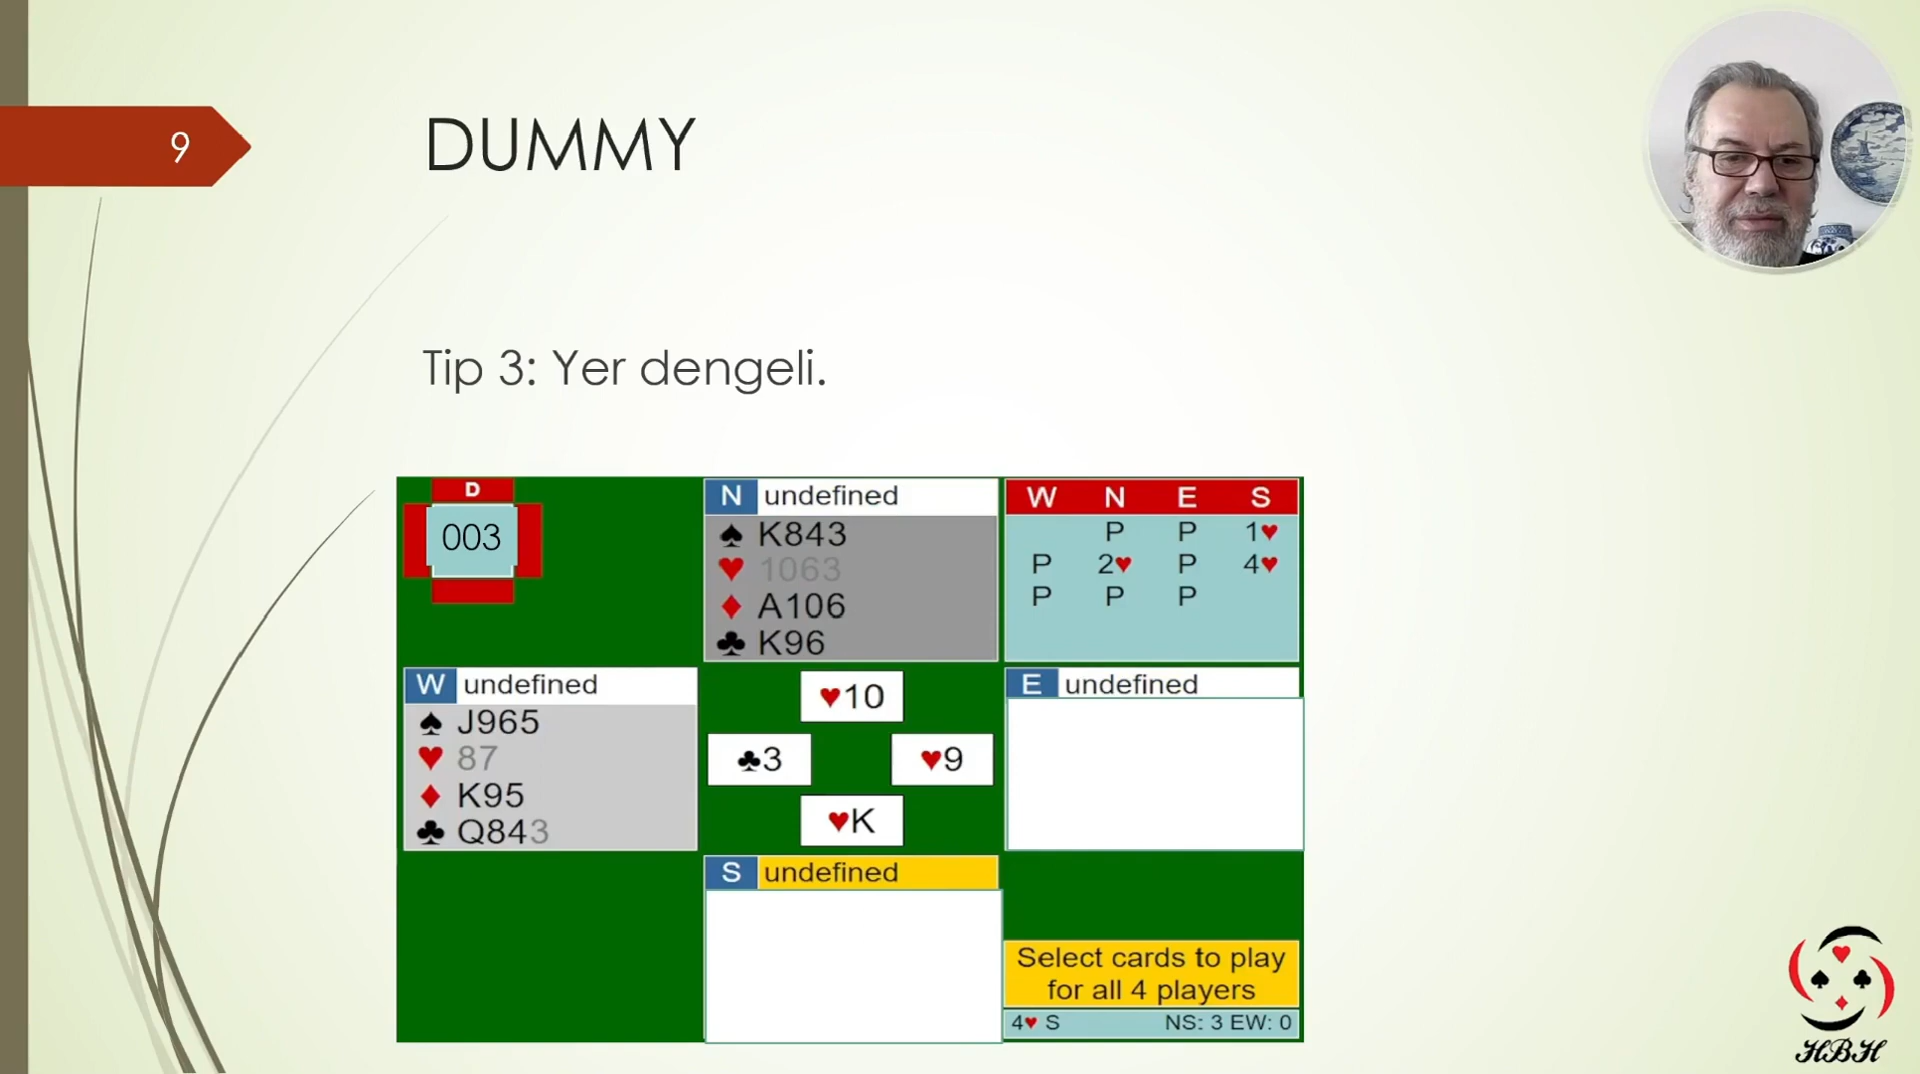 9
DUMMY
Tip 3: Yer dengeli.
D
003
N undefined
♠ K843
♥ 1063
♦ A106
♣ K96
W N E S
P P 1♥
P 2♥ P 4♥
P P P
W undefined
♠ J965
♥ 87
♦ K95
♣ Q843
♥10
♣3
♥9
♥K
E undefined
S undefined
Select cards to play
for all 4 players
4♥ S NS: 3 EW: 0
HBH